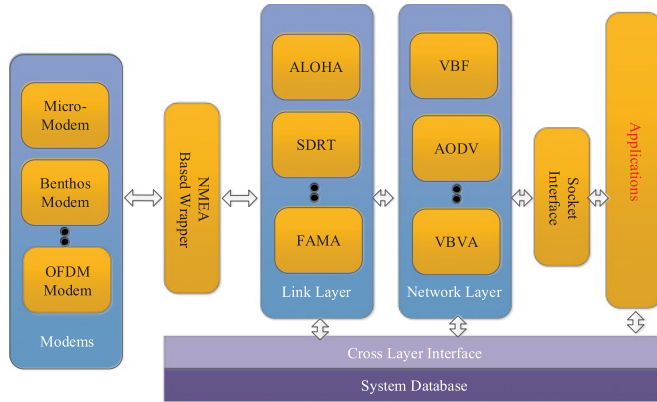 Micro-
Modem
Benthos
Modem
OFDM
Modem
Modems
NMEA
Based Wrapper
ALOHA
SDRT
FAMA
Link Layer
VBF
AODV
VBVA
Network Layer
Socket
Interface
Applications
Cross Layer Interface
System Database